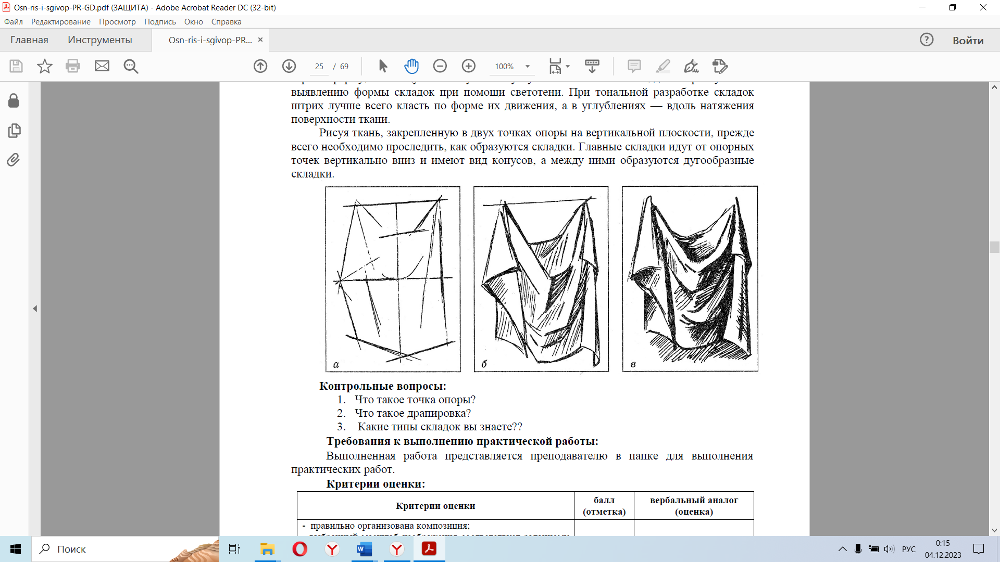 Osn-ris-i-sgivop-PR-GD.pdf (ЗАЩИТА) - Adobe Acrobat Reader DC (32-bit)
Файл Редактирование Просмотр Подпись Окно Справка
Главная Инструменты Osn-ris-i-sgivop-PR... × ? Войти
25 / 69 100%
выявлению формы складок при помощи светотени. При тональной разработке складок
штрих лучше всего класть по форме их движения, а в углублениях — вдоль натяжения
поверхности ткани.
Рисуя ткань, закрепленную в двух точках опоры на вертикальной плоскости, прежде
всего необходимо проследить, как образуются складки. Главные складки идут от опорных
точек вертикально вниз и имеют вид конусов, а между ними образуются дугообразные
складки.
а б в
Контрольные вопросы:
1. Что такое точка опоры?
2. Что такое драпировка?
3. Какие типы складок вы знаете??
Требования к выполнению практической работы:
Выполненная работа представляется преподавателю в папке для выполнения
практических работ.
Критерии оценки:
Критерии оценки
балл
(отметка)
вербальный аналог
(оценка)
- правильно организована композиция;
Поиск
РУС
0:15
04.12.2023